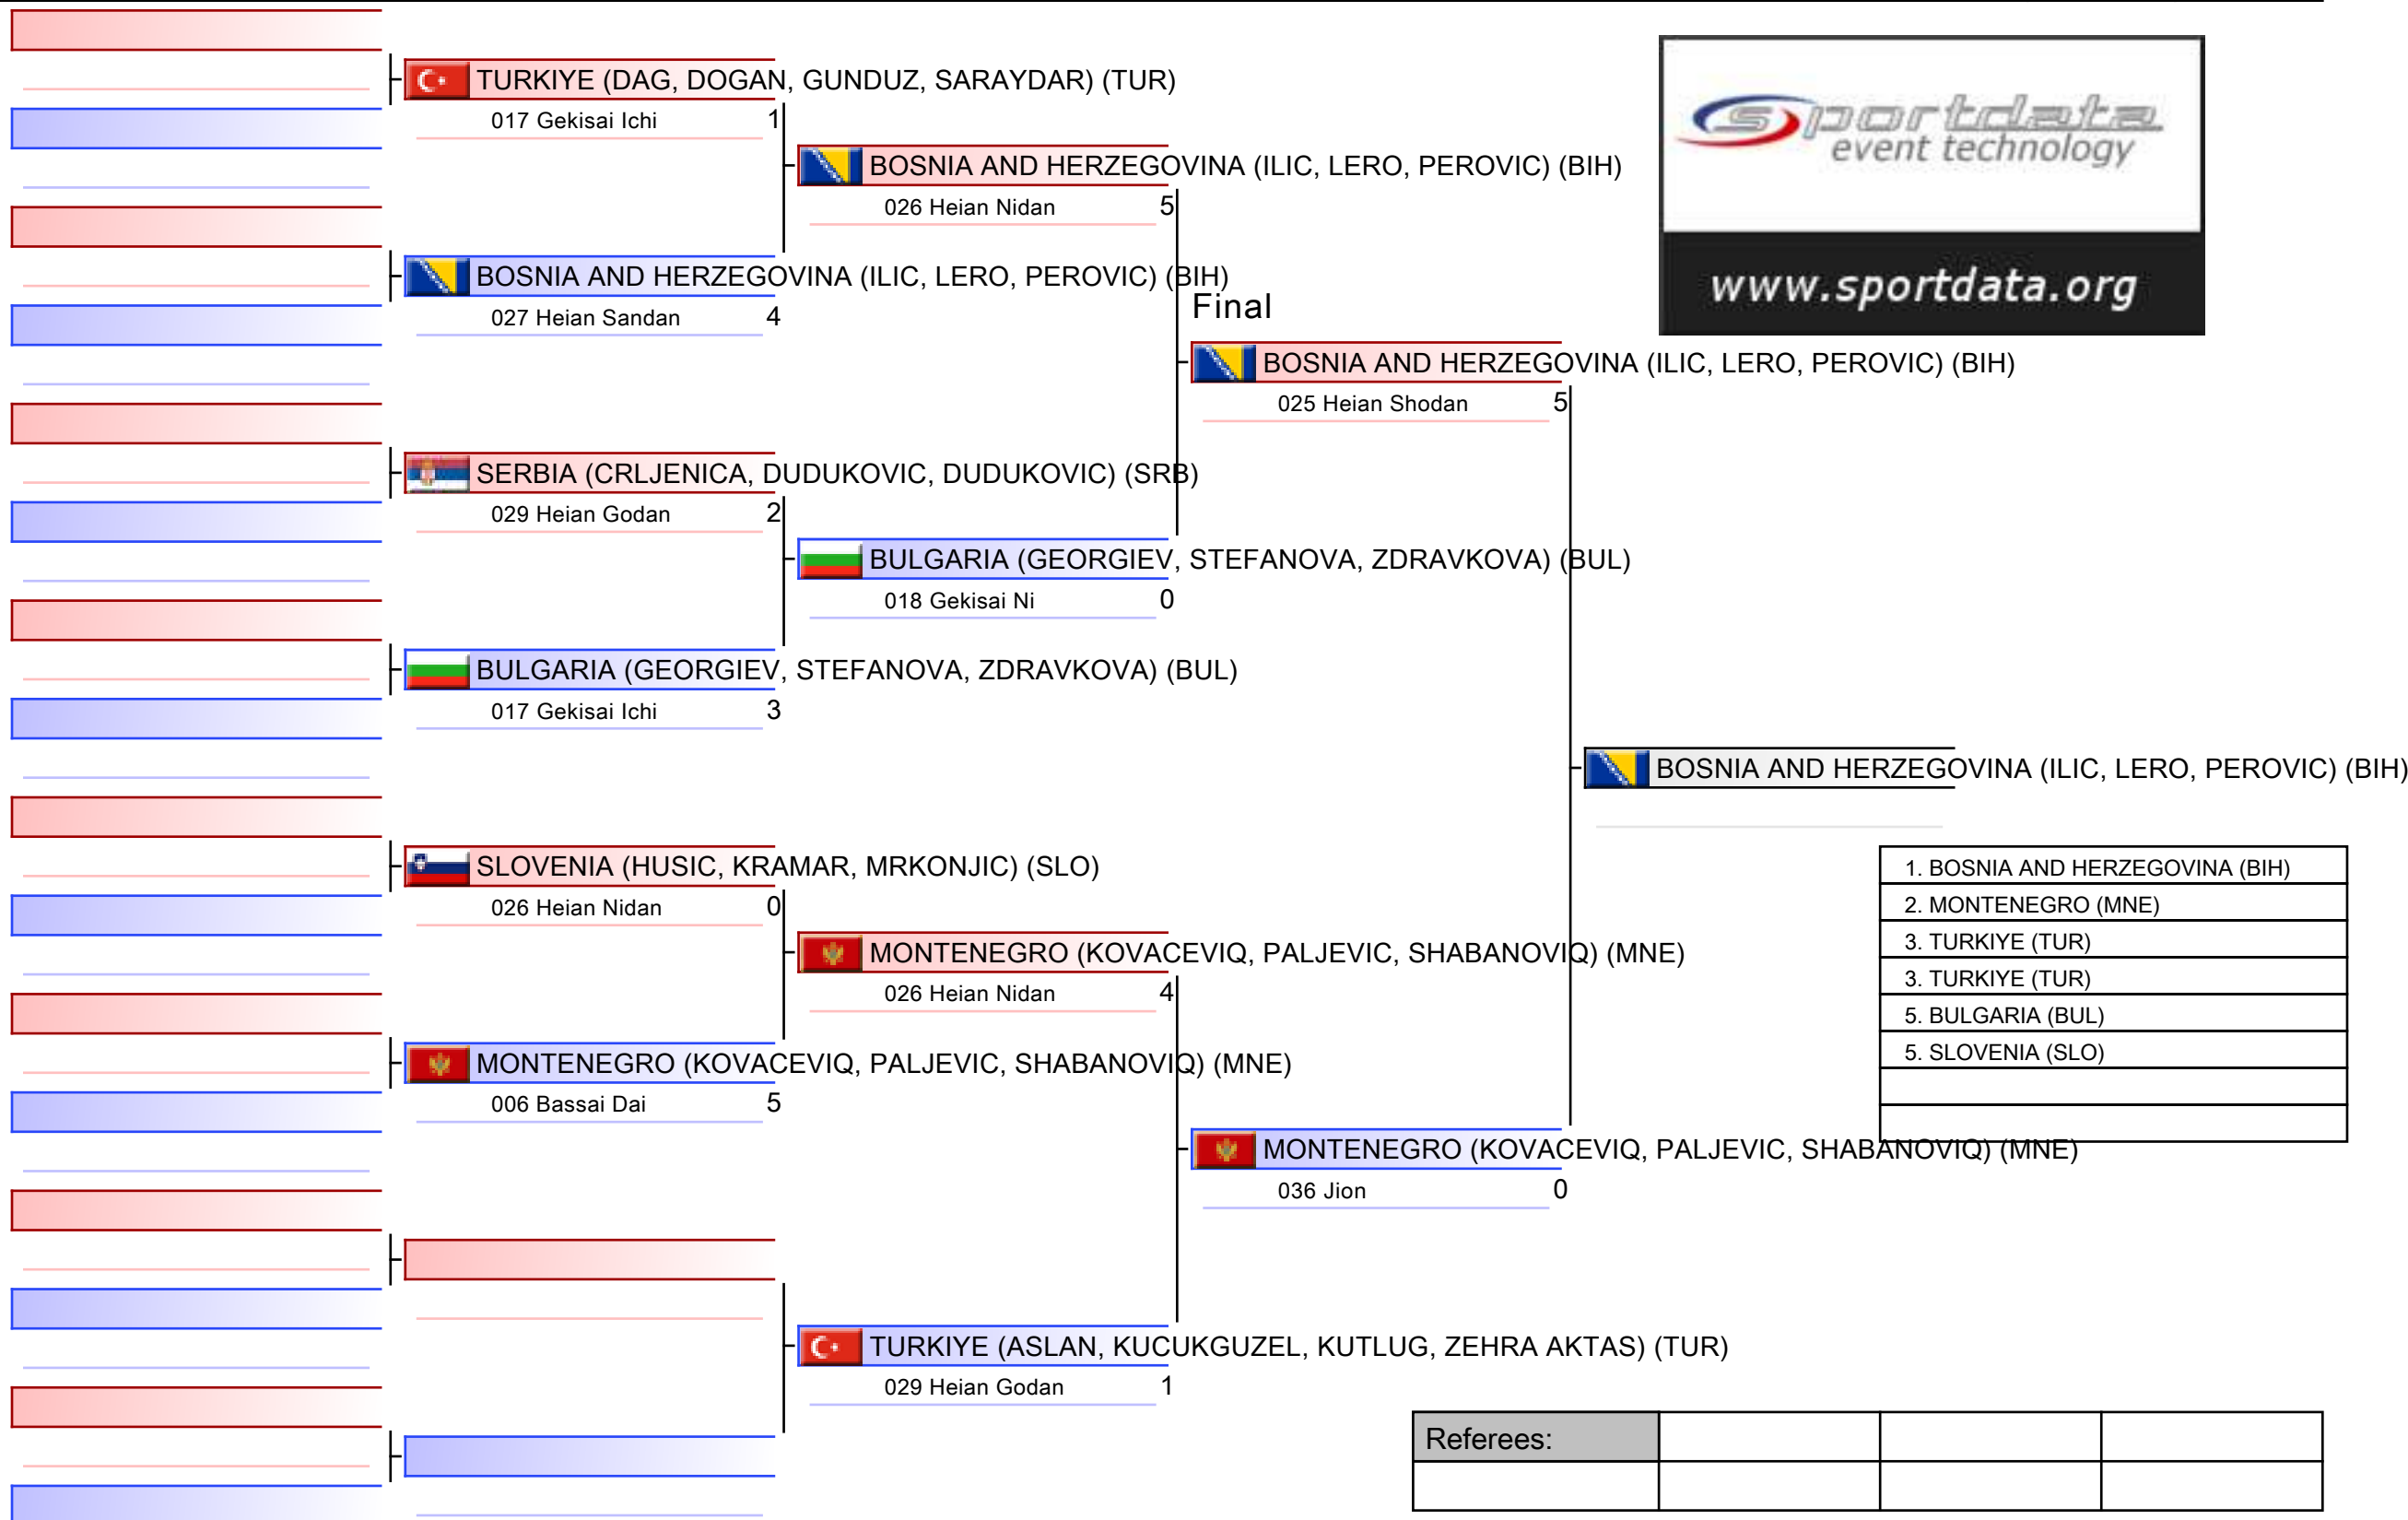 TURKIYE (DAG, DOGAN, GUNDUZ, SARAYDAR) (TUR)
017 Gekisai Ichi 1
BOSNIA AND HERZEGOVINA (ILIC, LERO, PEROVIC) (BIH)
026 Heian Nidan 5
BOSNIA AND HERZEGOVINA (ILIC, LERO, PEROVIC) (BIH)
027 Heian Sandan 4
sportdata
event technology
www.sportdata.org
Final
BOSNIA AND HERZEGOVINA (ILIC, LERO, PEROVIC) (BIH)
025 Heian Shodan 5
SERBIA (CRLJENICA, DUDUKOVIC, DUDUKOVIC) (SRB)
029 Heian Godan 2
BULGARIA (GEORGIEV, STEFANOVA, ZDRAVKOVA) (BUL)
018 Gekisai Ni 0
BULGARIA (GEORGIEV, STEFANOVA, ZDRAVKOVA) (BUL)
017 Gekisai Ichi 3
BOSNIA AND HERZEGOVINA (ILIC, LERO, PEROVIC) (BIH)
SLOVENIA (HUSIC, KRAMAR, MRKONJIC) (SLO)
026 Heian Nidan 0
MONTENEGRO (KOVACEVIQ, PALJEVIC, SHABANOVIQ) (MNE)
026 Heian Nidan 4
MONTENEGRO (KOVACEVIQ, PALJEVIC, SHABANOVIQ) (MNE)
006 Bassai Dai 5
1. BOSNIA AND HERZEGOVINA (BIH)
2. MONTENEGRO (MNE)
3. TURKIYE (TUR)
3. TURKIYE (TUR)
5. BULGARIA (BUL)
5. SLOVENIA (SLO)
MONTENEGRO (KOVACEVIQ, PALJEVIC, SHABANOVIQ) (MNE)
036 Jion 0
TURKIYE (ASLAN, KUCUKGUZEL, KUTLUG, ZEHRA AKTAS) (TUR)
029 Heian Godan 1
Referees: